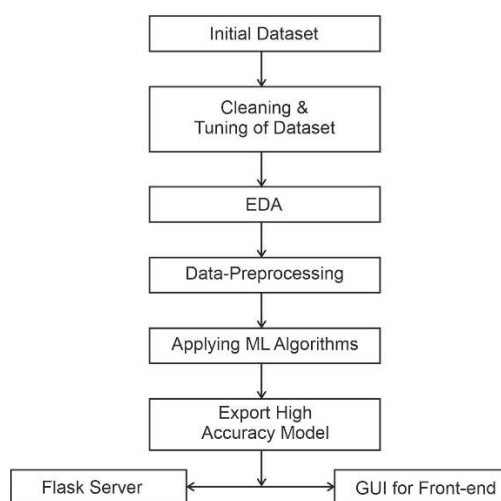 Initial Dataset
Cleaning &
Tuning of Dataset
EDA
Data-Preprocessing
Applying ML Algorithms
Export High
Accuracy Model
Flask Server
GUI for Front-end